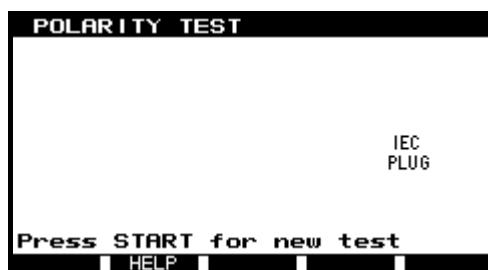 POLARITY TEST
IEC
PLUG
Press START for new test
HELP